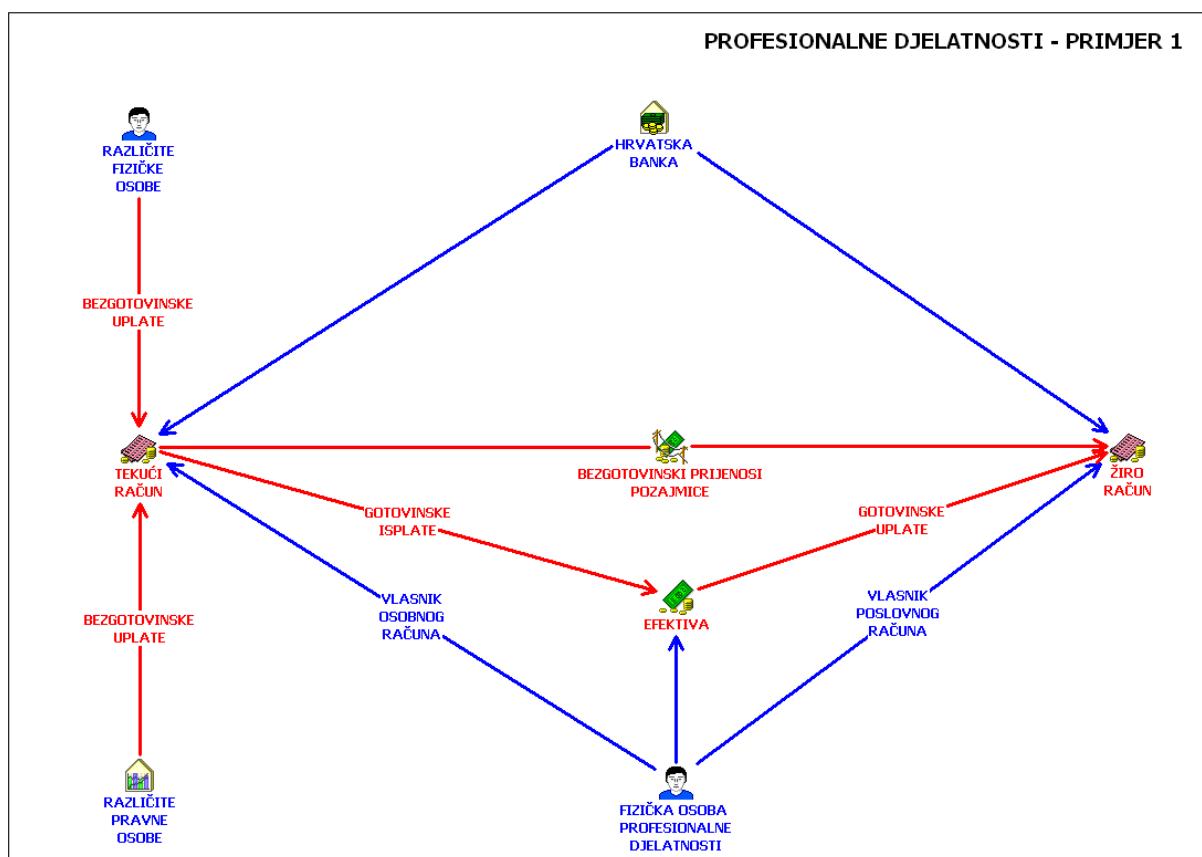 PROFESIONALNE DJELATNOSTI - PRIMJER 1
RAZLIČITE
FIZIČKE
OSOBE
HRVATSKA
BANKA
BEZGOTOVINSKE
UPLATE
TEKUĆI
RAČUN
BEZGOTOVINSKI PRIJENOSI
POZAJMICE
ŽIRO
RAČUN
GOTOVINSKE
ISPLATE
GOTOVINSKE
UPLATE
BEZGOTOVINSKE
UPLATE
VLASNIK
OSOBNOG
RAČUNA
EFEKTIVA
VLASNIK
POSLOVNOG
RAČUNA
RAZLIČITE
PRAVNE
OSOBE
FIZIČKA OSOBA
PROFESIONALNE
DJELATNOSTI